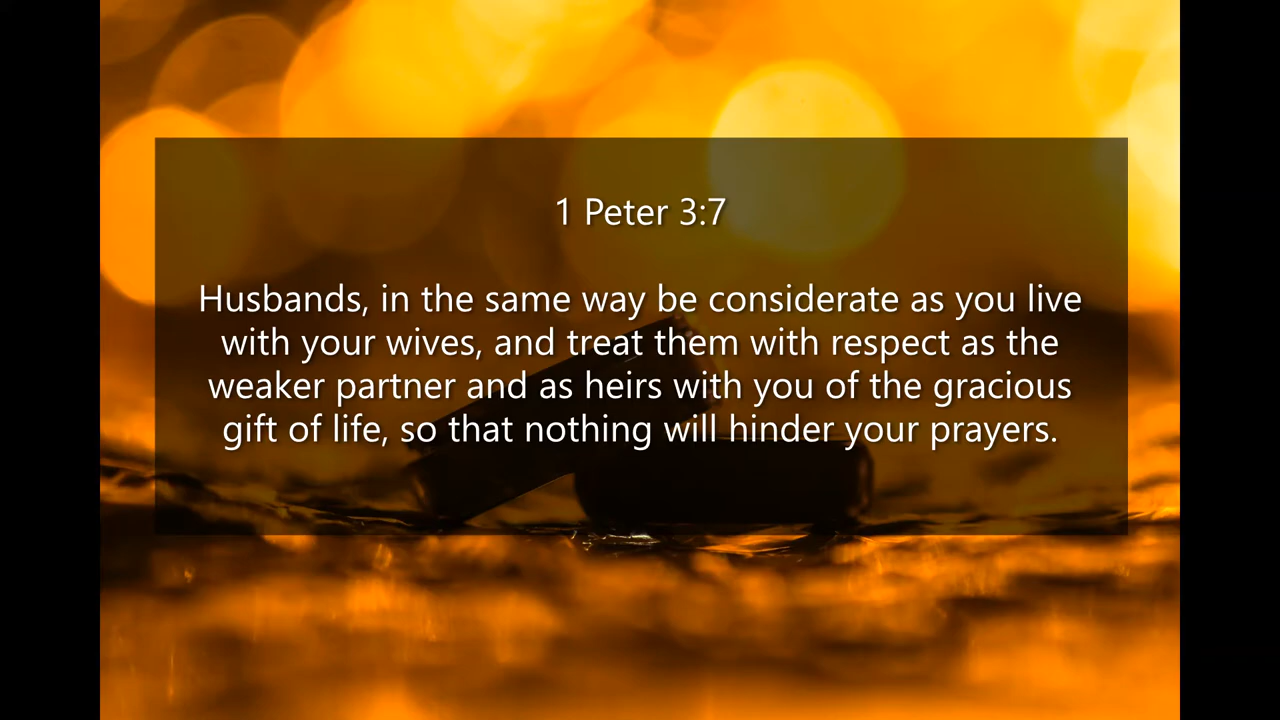 1 Peter 3:7
Husbands, in the same way be considerate as you live
with your wives, and treat them with respect as the
weaker partner and as heirs with you of the gracious
gift of life, so that nothing will hinder your prayers.